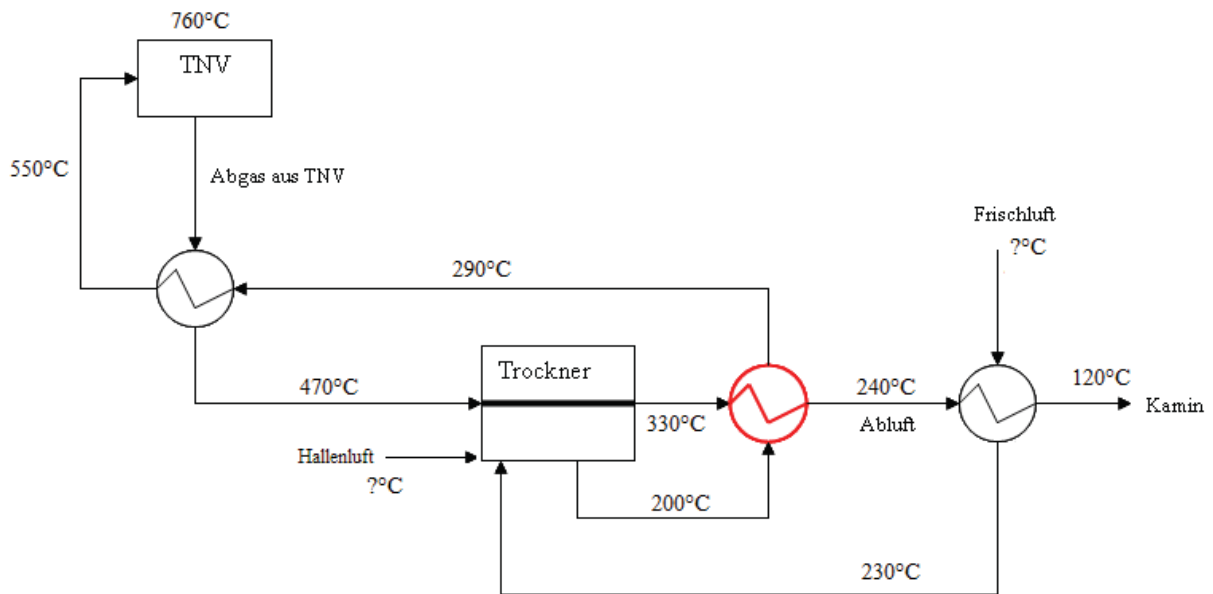 760°C
TNV
550°C
Abgas aus TNV
Frischluft
?°C
290°C
Trockner
470°C
330°C
240°C
Abluft
120°C
Kamin
Hallenluft
?°C
200°C
230°C